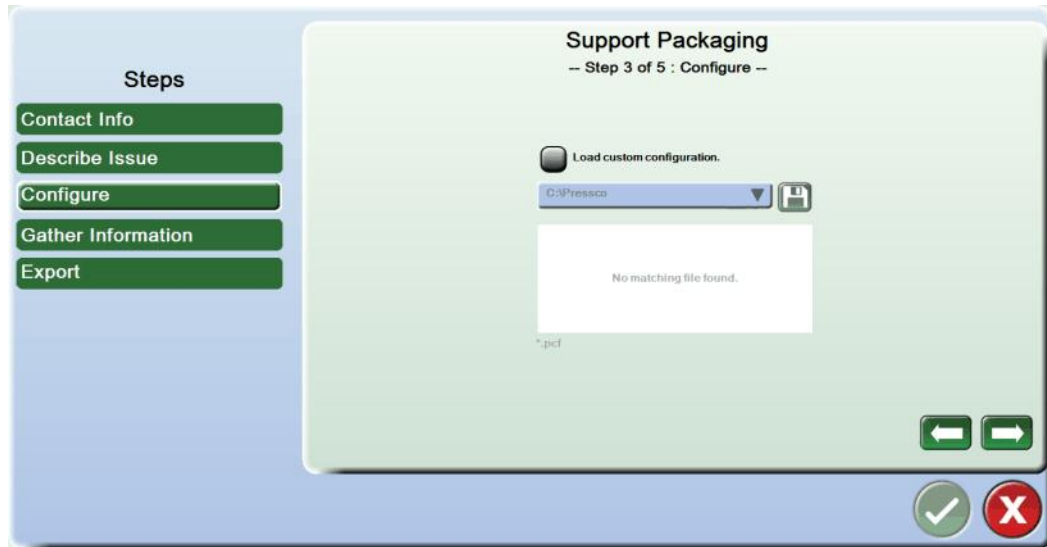 Steps
Contact Info
Describe Issue
Configure
Gather Information
Export
Support Packaging
-- Step 3 of 5 : Configure --
Load custom configuration.
C:\Pressco
No matching file found.
*.pcf
X